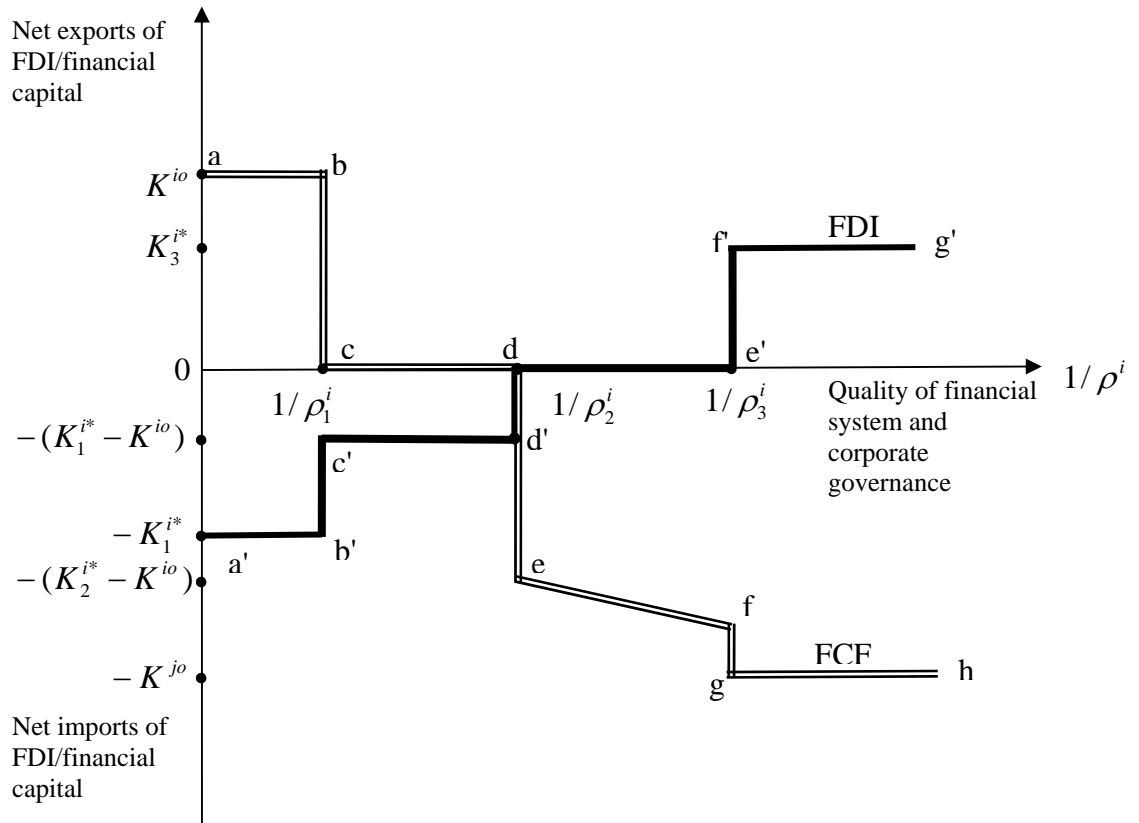 Net exports of
FDI/financial
capital
a
b
K^{io}
K_3^{i*}
f'
FDI
g'
0
c
d
e'
1/ρ^i
1/ρ_1^i
1/ρ_2^i
1/ρ_3^i
Quality of financial
system and
corporate
governance
−(K_1^{i*} − K^{io})
c'
d'
−K_1^{i*}
a'
b'
−(K_2^{i*} − K^{io})
e
f
FCF
−K^{jo}
g
h
Net imports of
FDI/financial
capital